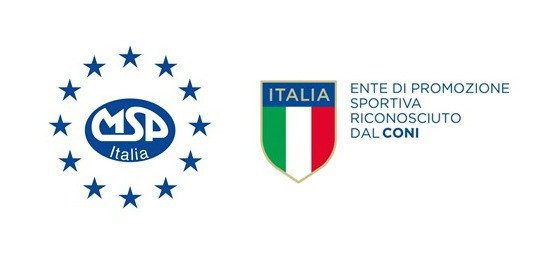 MSP
Italia
ITALIA
ENTE DI PROMOZIONE
SPORTIVA
RICONOSCIUTO
DAL CONI